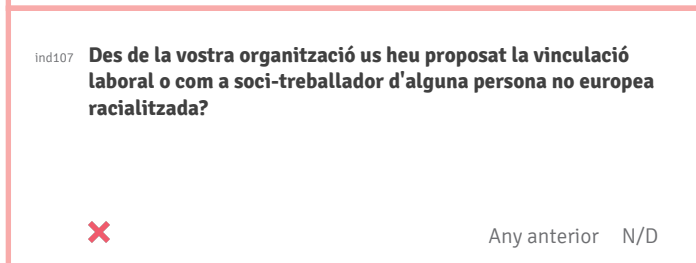 ind107 Des de la vostra organització us heu proposat la vinculació
laboral o com a soci-treballador d'alguna persona no europea
racialitzada?
Any anterior N/D